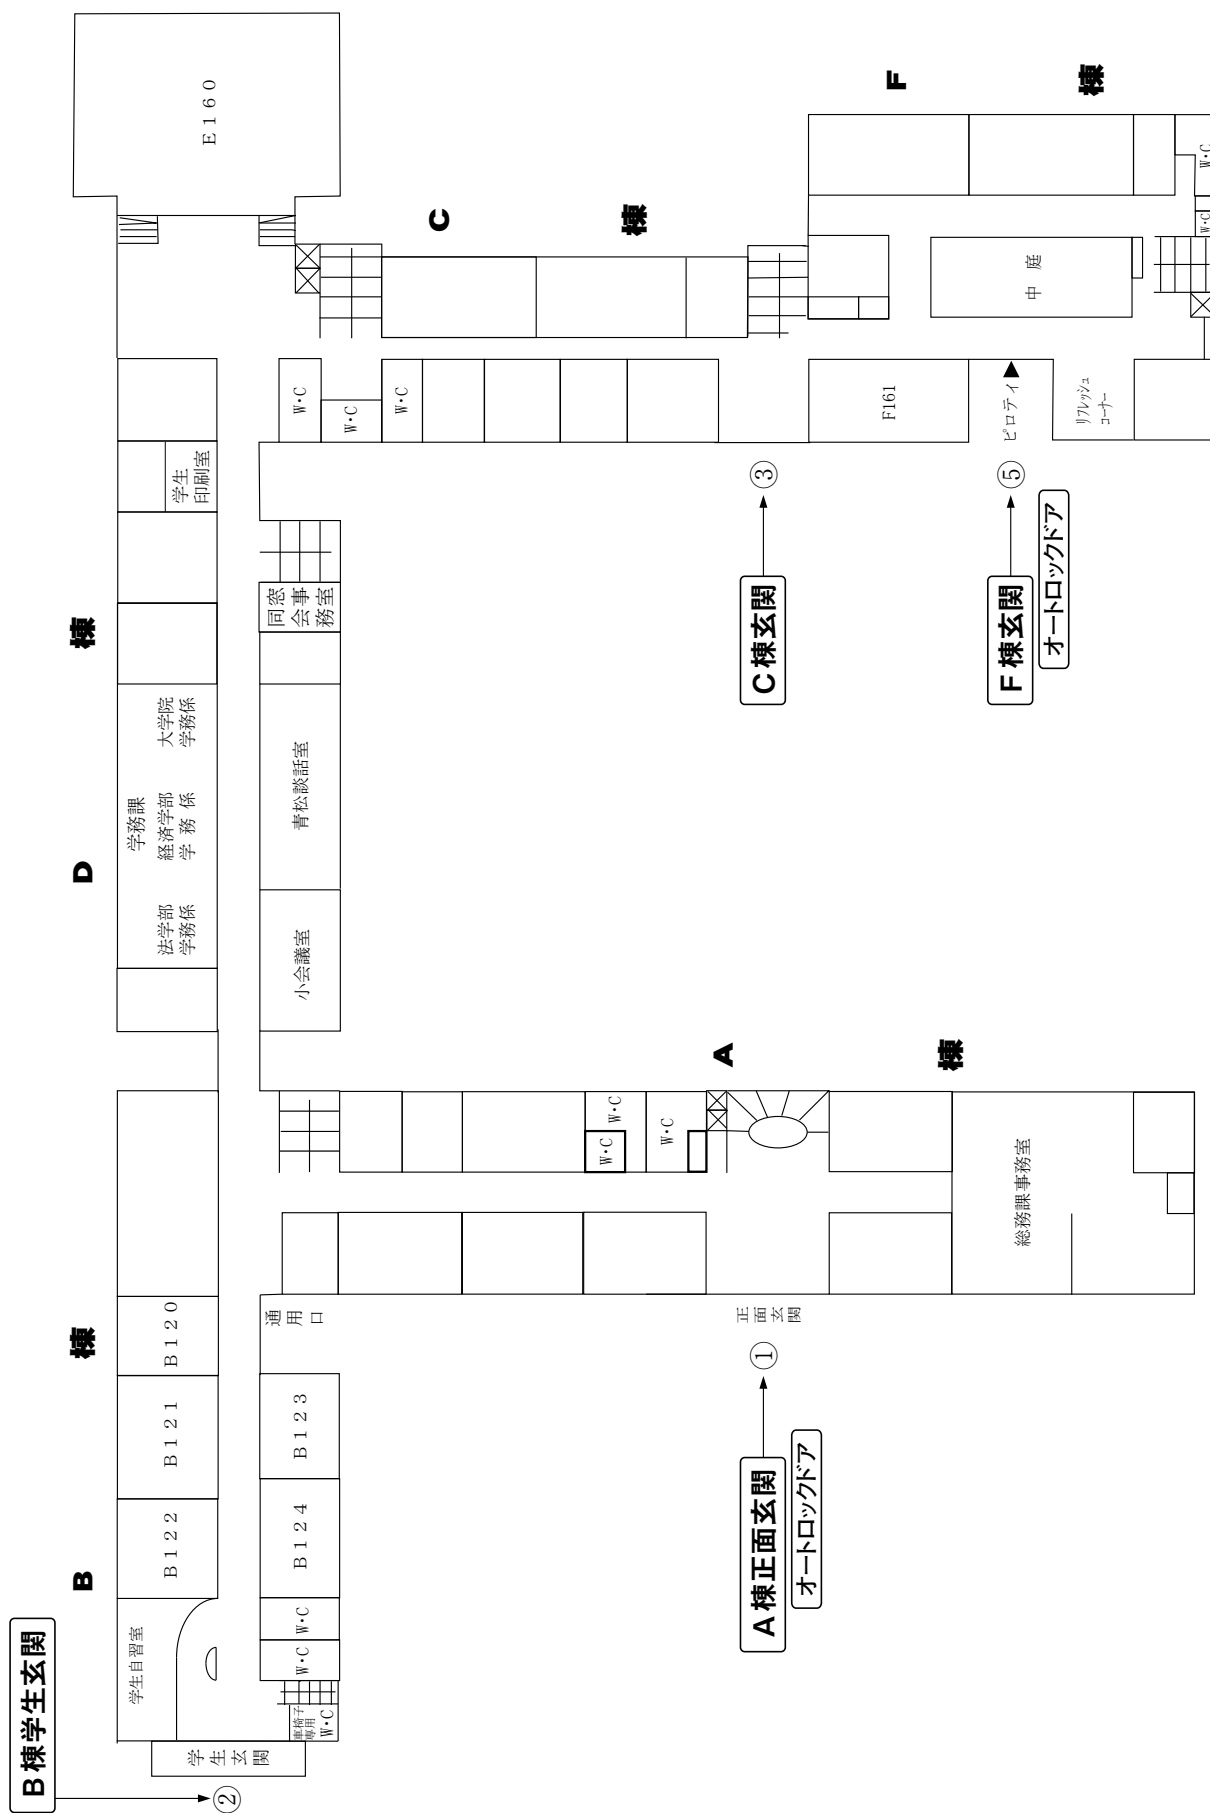 B棟学生玄関
②
学生
玄関
車椅子
専用
W・C
学生自習室
W・C
W・C
B
棟
B１２２
B１２１
B１２０
B１２４
B１２３
通
用
口
D
棟
法学部
学務係
学務課
経済学部
学 務 係
大学院
学務係
学生
印刷室
小会議室
青松談話室
同窓
会事
務室
E１６０
A棟正面玄関
オートロックドア
①
正
面
玄
関
A
棟
W・C
W・C
W・C
総務課事務室
C
棟
W・C
W・C
W・C
C棟玄関
③
F
棟
F161
F棟玄関
オートロックドア
⑤
ピロティ▶
リフレッシュ
コーナー
中 庭
W・C
W・C